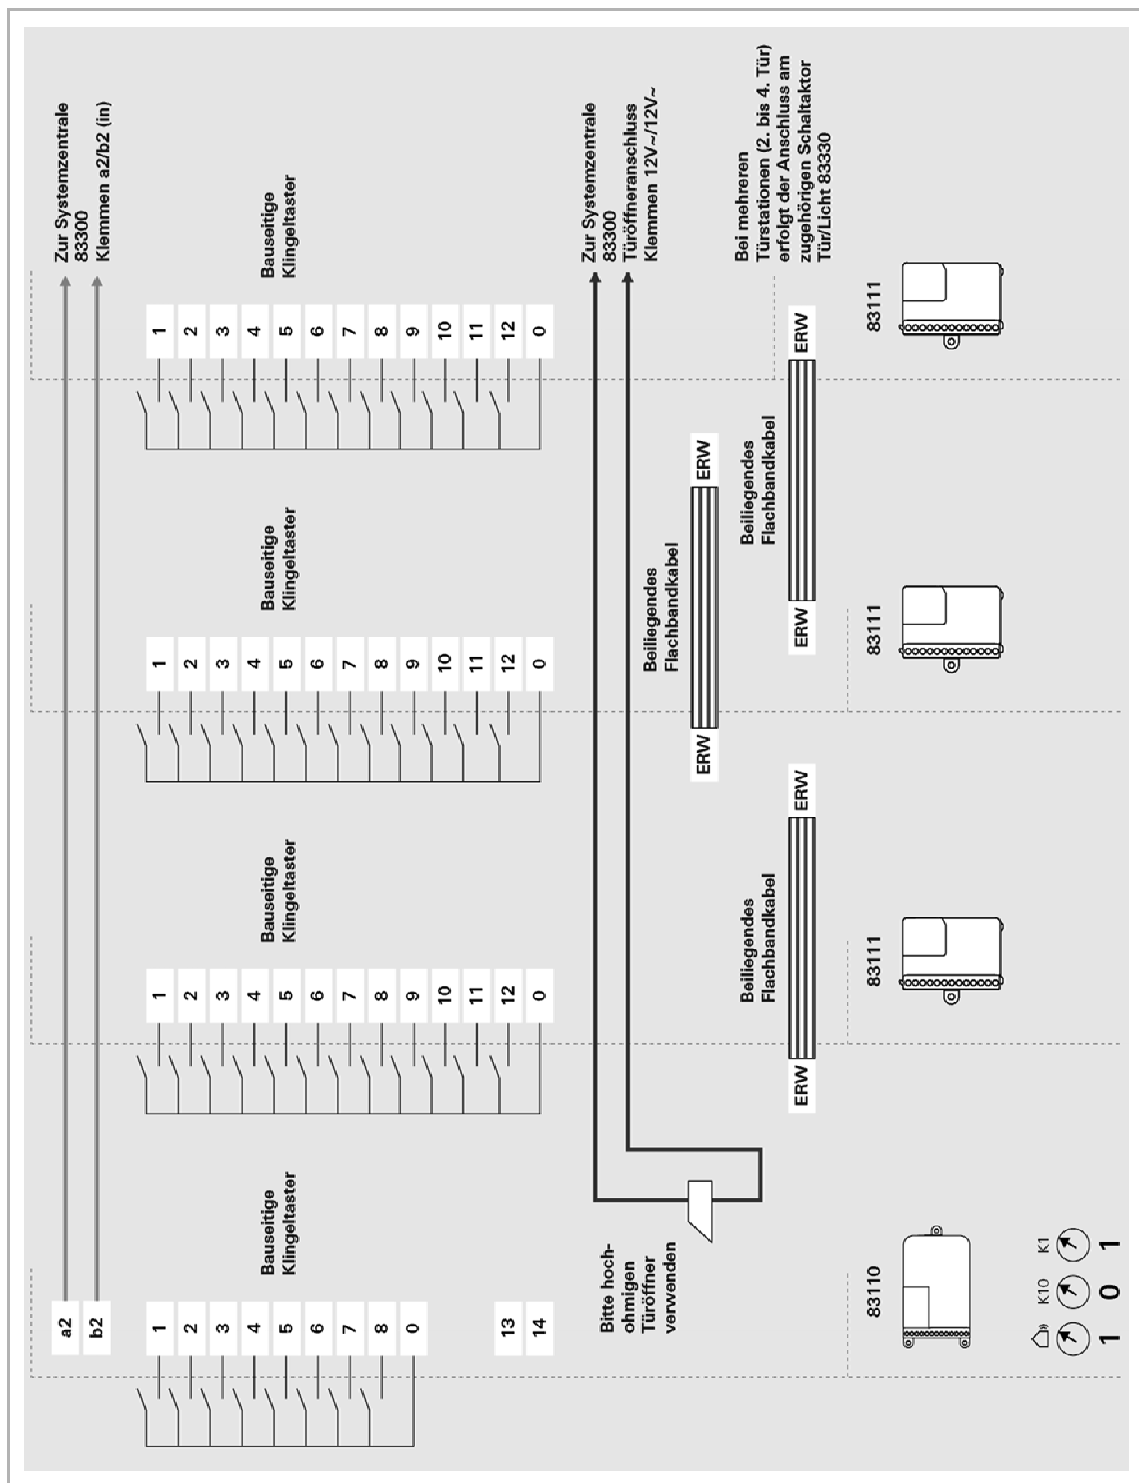 a2
b2
Zur Systemzentrale
83300
Klemmen a2/b2 (in)
1
2
3
4
5
6
7
8
0
13
14
Bauseitige
Klingeltaster
1
2
3
4
5
6
7
8
9
10
11
12
0
Bauseitige
Klingeltaster
1
2
3
4
5
6
7
8
9
10
11
12
0
Bauseitige
Klingeltaster
1
2
3
4
5
6
7
8
9
10
11
12
0
Bauseitige
Klingeltaster
Zur Systemzentrale
83300
Türöffneranschluss
Klemmen 12V~/12V~
Bitte hoch-
ohmigen
Türöffner
verwenden
Beiliegendes
Flachbandkabel
ERW
ERW
Bei mehreren
Türstationen (2. bis 4. Tür)
erfolgt der Anschluss am
zugehörigen Schaltaktor
Tür/Licht 83330
Beiliegendes
Flachbandkabel
ERW
ERW
Beiliegendes
Flachbandkabel
ERW
ERW
83110
83111
83111
83111
K10
K1
1
0
1